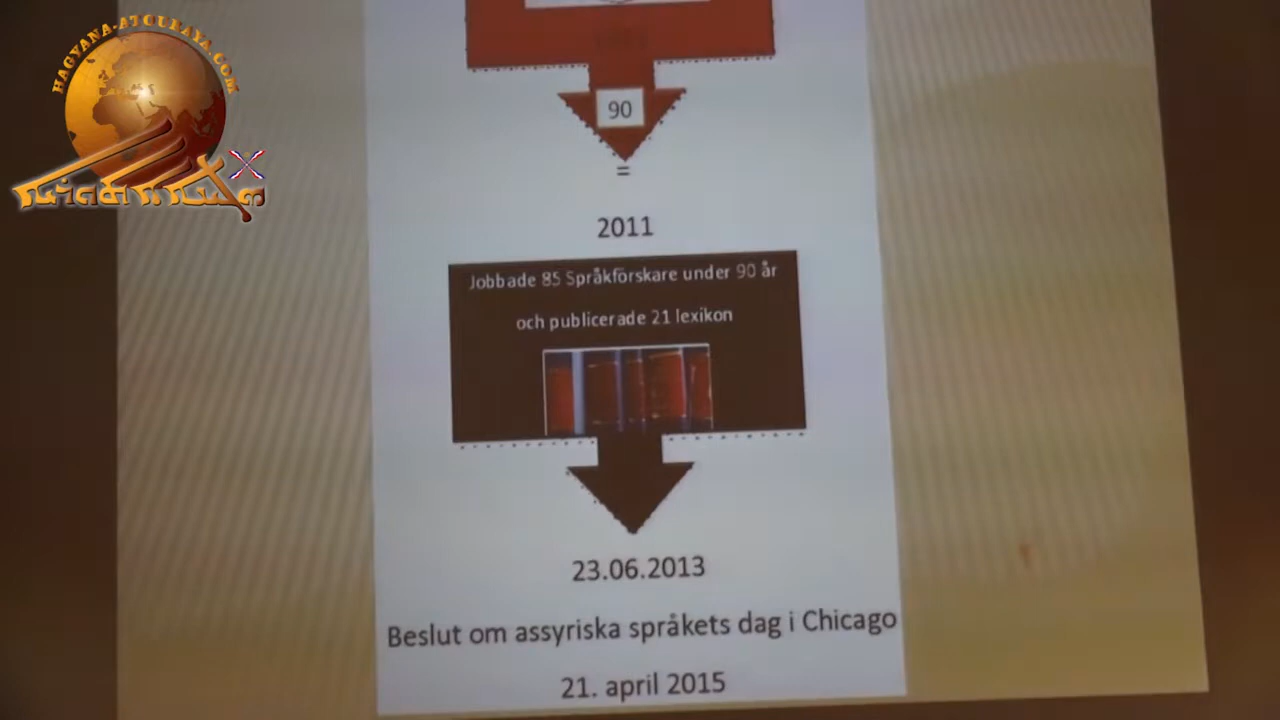 HAGYANA-ATOURAYA.COM
90
=
2011
Jobbade 85 Språkförskare under 90 år
och publicerade 21 lexikon
23.06.2013
Beslut om assyriska språkets dag i Chicago
21. april 2015